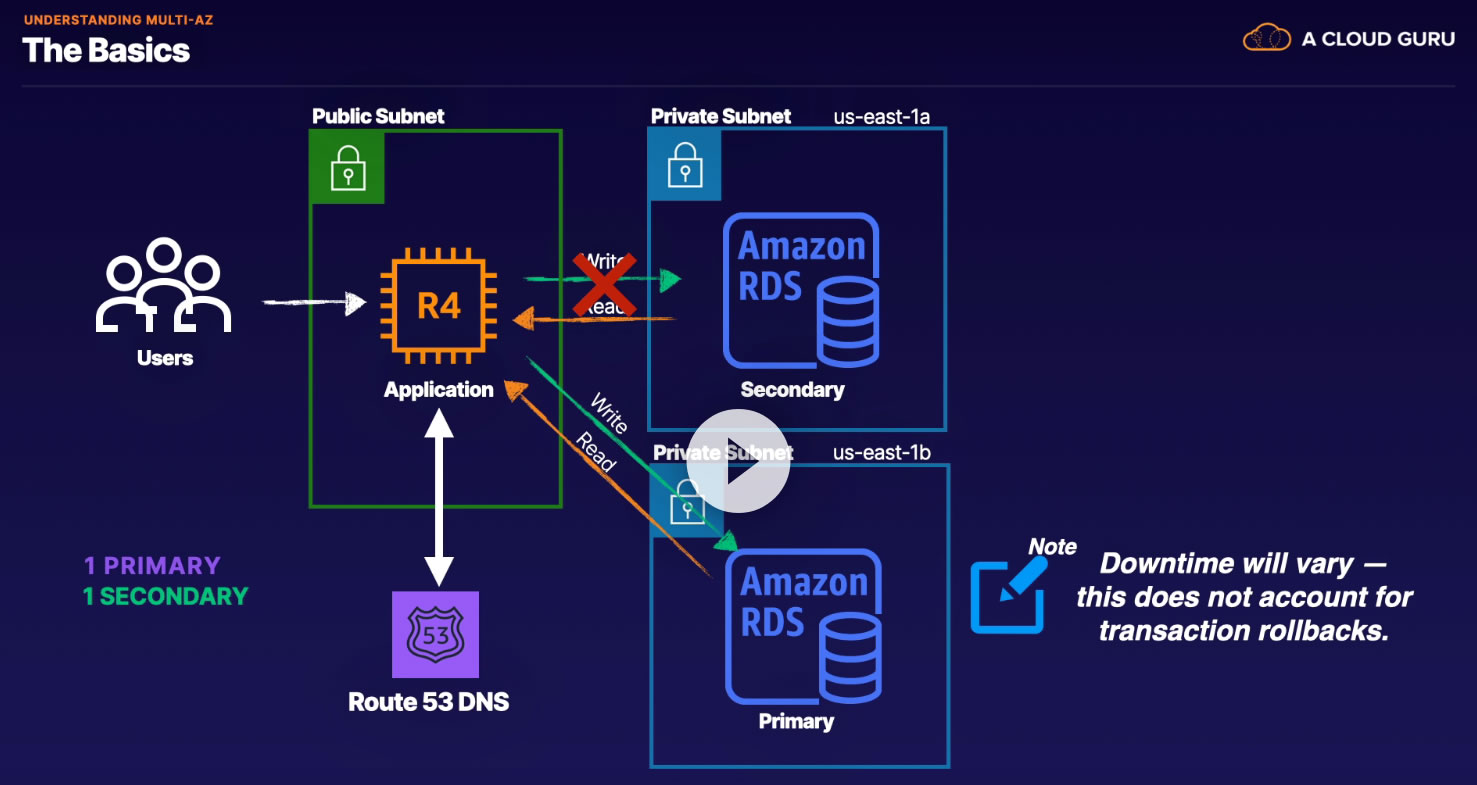 UNDERSTANDING MULTI-AZ
The Basics
A CLOUD GURU
Public Subnet
Private Subnet
us-east-1a
Amazon
RDS
Secondary
Write
Read
R4
Application
Users
Write
Read
Private Subnet
us-east-1b
Amazon
RDS
Primary
1 PRIMARY
1 SECONDARY
53
Route 53 DNS
Note
Downtime will vary —
this does not account for
transaction rollbacks.